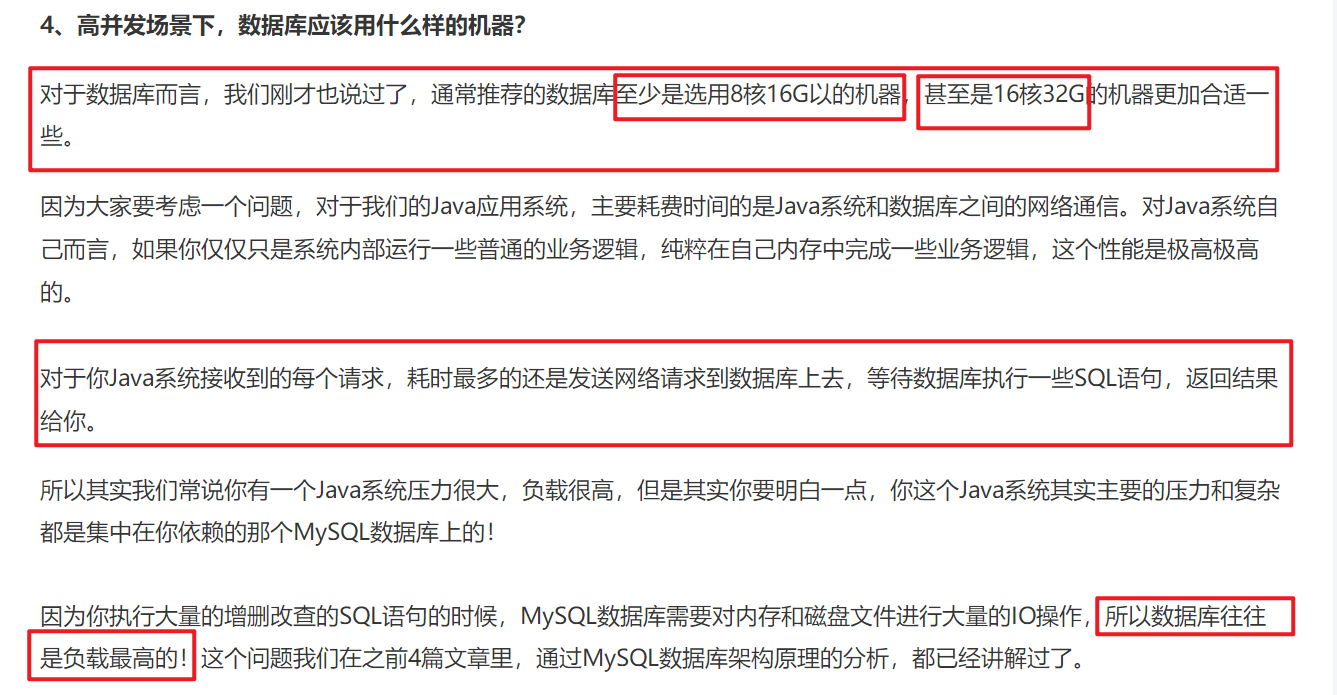 4、高并发场景下，数据库应该用什么样的机器？
对于数据库而言，我们刚才也说过了，通常推荐的数据库至少是选用8核16G以的机器，甚至是16核32G的机器更加合适一
些。
因为大家要考虑一个问题，对于我们的Java应用系统，主要耗费时间的是Java系统和数据库之间的网络通信。对Java系统自
己而言，如果你仅仅只是系统内部运行一些普通的业务逻辑，纯粹在自己内存中完成一些业务逻辑，这个性能是极高极高
的。
对于你Java系统接收到的每个请求，耗时最多的还是发送网络请求到数据库上去，等待数据库执行一些SQL语句，返回结果
给你。
所以其实我们常说你有一个Java系统压力很大，负载很高，但是其实你要明白一点，你这个Java系统其实主要的压力和复杂
都是集中在你依赖的那个MySQL数据库上的！
因为你执行大量的增删改查的SQL语句的时候，MySQL数据库需要对内存和磁盘文件进行大量的IO操作，所以数据库往往
是负载最高的！这个问题我们在之前4篇文章里，通过MySQL数据库架构原理的分析，都已经讲解过了。